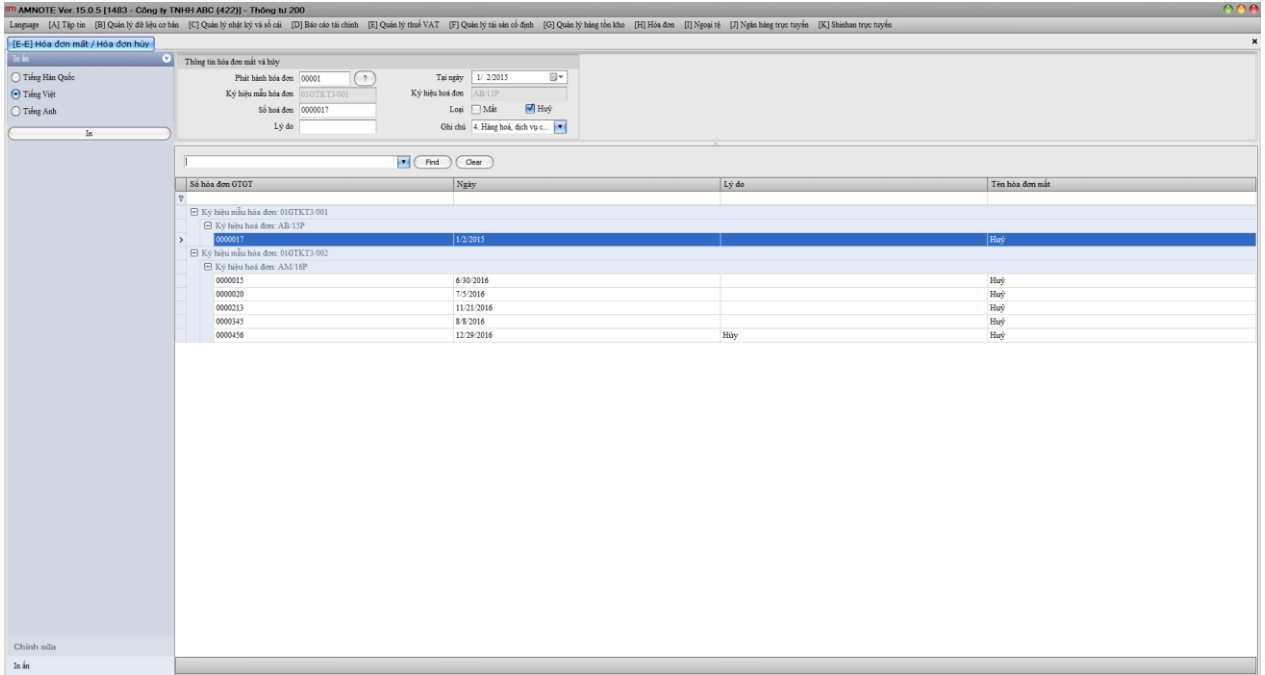 AMNOTE Ver.15.0.5 [1483 - Công ty TNHH ABC (422)] - Thông tư 200
Language [A] Tập tin [B] Quản lý dữ liệu cơ bản [C] Quản lý nhật ký và sổ cái [D] Báo cáo tài chính [E] Quản lý thuế VAT [F] Quản lý tài sản cố định [G] Quản lý hàng tồn kho [H] Hóa đơn [I] Ngoại tệ [J] Ngân hàng trực tuyến [K] Shinhan trực tuyến
[E-E] Hóa đơn mất / Hóa đơn hủy
In ấn
Tiếng Hàn Quốc
Tiếng Việt
Tiếng Anh
In
Thông tin hóa đơn mất và hủy
Phát hành hóa đơn 00001 ? Tại ngày 1/ 2/2015
Ký hiệu mẫu hóa đơn 01GTKT3/001 Ký hiệu hoá đơn AB/15P
Số hoá đơn 0000017 Loại Mất Huỷ
Lý do Ghi chú 4. Hàng hoá, dịch vụ c...
Find Clear
Số hóa đơn GTGT Ngày Lý do Tên hóa đơn mất
Ký hiệu mẫu hóa đơn: 01GTKT3/001
Ký hiệu hoá đơn: AB/15P
0000017 1/2/2015 Huỷ
Ký hiệu mẫu hóa đơn: 01GTKT3/002
Ký hiệu hoá đơn: AM/16P
0000015 6/30/2016 Huỷ
0000020 7/5/2016 Huỷ
0000213 11/21/2016 Huỷ
0000345 8/8/2016 Huỷ
0000456 12/29/2016 Hủy Huỷ
Chỉnh sửa
In ấn